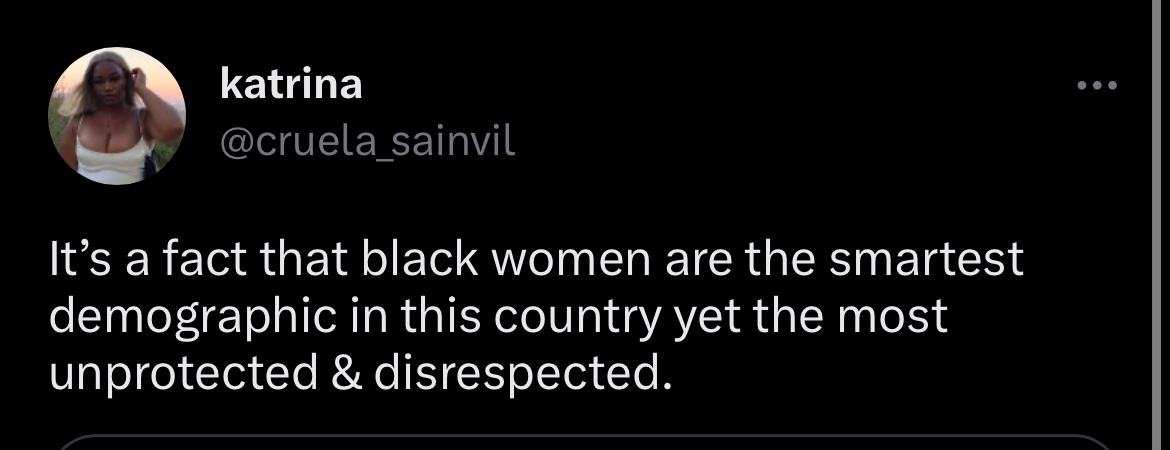 katrina
@cruela_sainvil
It’s a fact that black women are the smartest
demographic in this country yet the most
unprotected & disrespected.